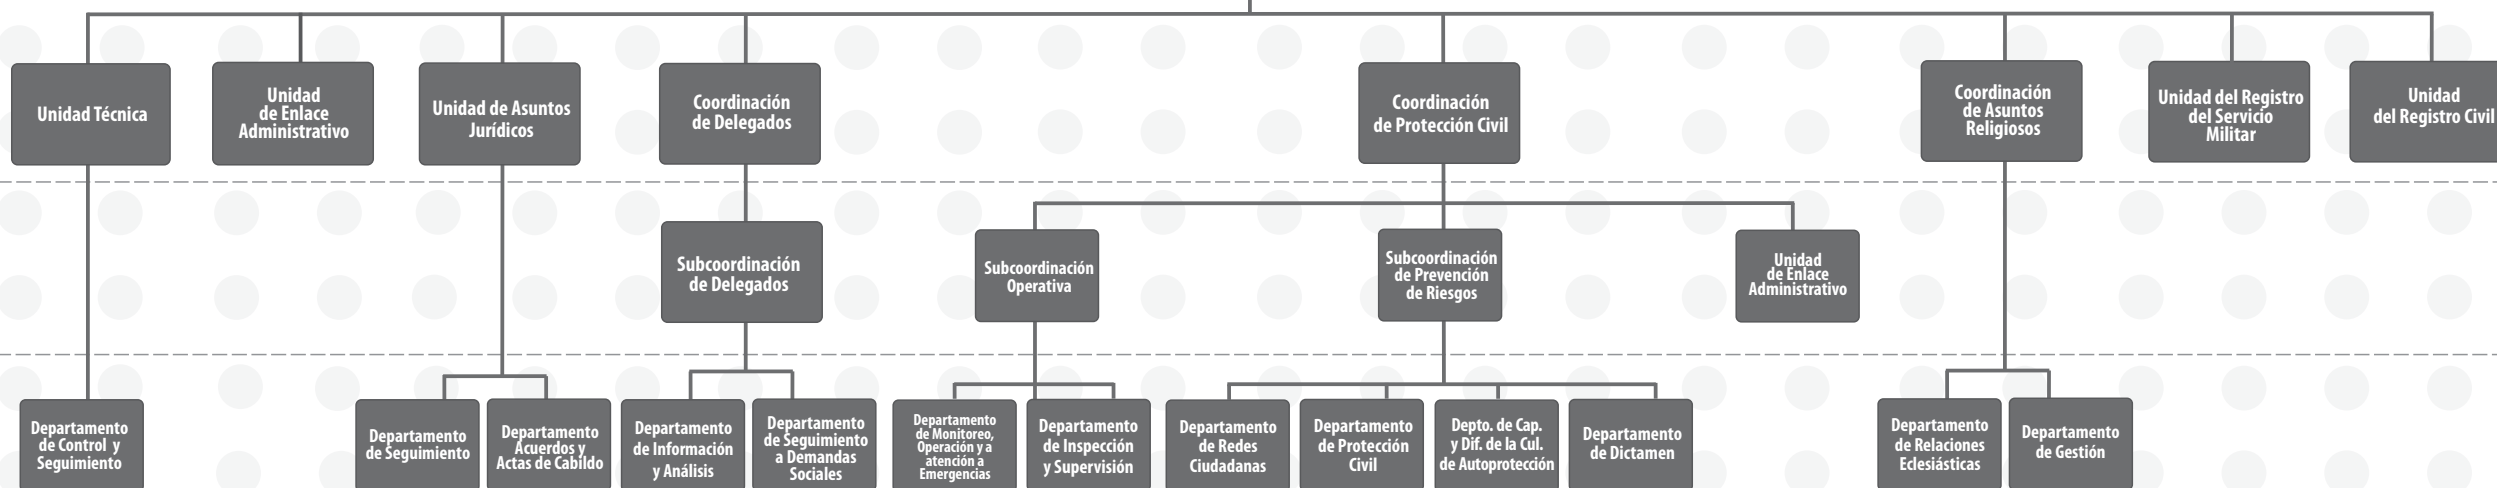 Unidad Técnica
Unidad
de Enlace
Administrativo
Unidad de Asuntos
Jurídicos
Coordinación
de Delegados
Coordinación
de Protección Civil
Coordinación
de Asuntos
Religiosos
Unidad del Registro
del Servicio
Militar
Unidad
del Registro Civil
Subcoordinación
de Delegados
Subcoordinación
Operativa
Subcoordinación
de Prevención
de Riesgos
Unidad
de Enlace
Administrativo
Departamento
de Control y
Seguimiento
Departamento
de Seguimiento
Departamento
Acuerdos y
Actas de Cabildo
Departamento
de Información
y Análisis
Departamento
de Seguimiento
a Demandas
Sociales
Departamento
de Monitoreo,
Operación y a
atención a
Emergencias
Departamento
de Inspección
y Supervisión
Departamento
de Redes
Ciudadanas
Departamento
de Protección
Civil
Depto. de Cap.
y Dif. de la Cul.
de Autoprotección
Departamento
de Dictamen
Departamento
de Relaciones
Eclesiásticas
Departamento
de Gestión